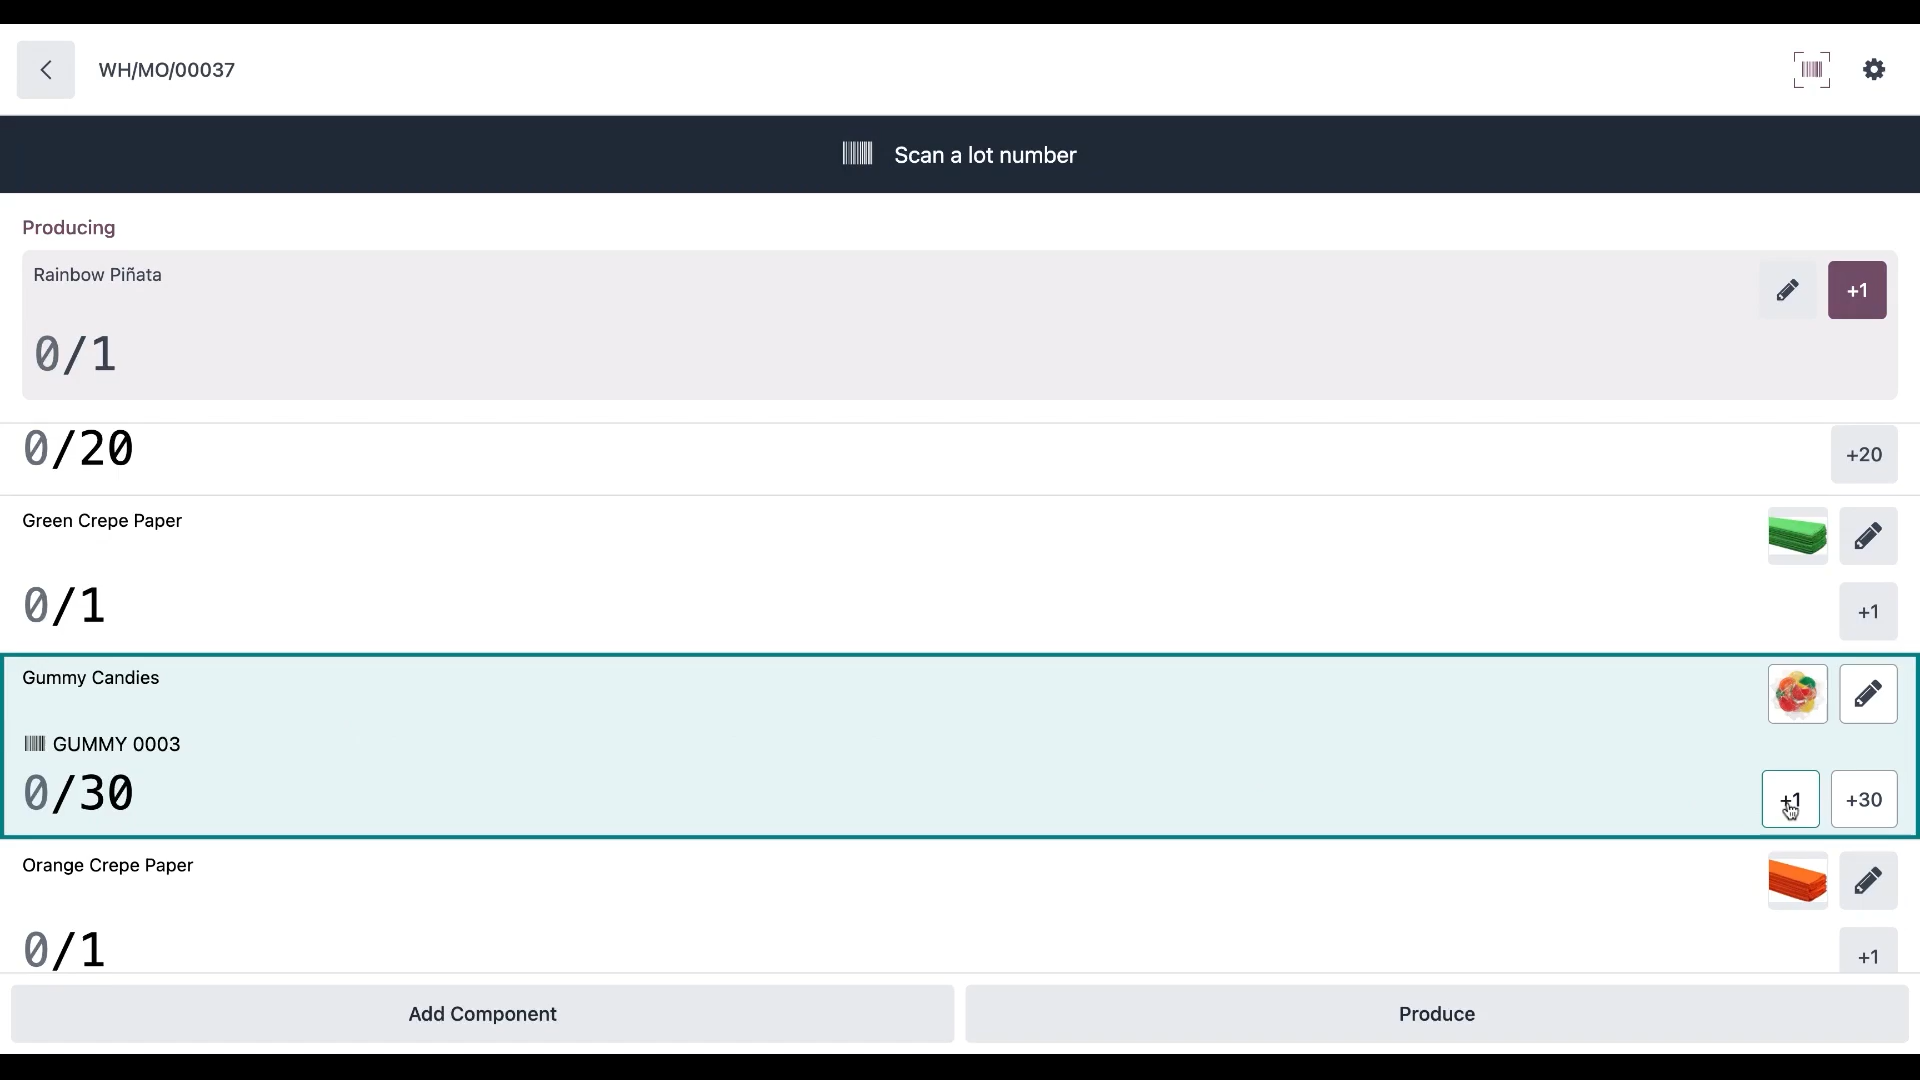 WH/MO/00037
Scan a lot number
Producing
Rainbow Piñata
+1
0/1
0/20
+20
Green Crepe Paper
0/1
+1
Gummy Candies
GUMMY 0003
0/30
+1
+30
Orange Crepe Paper
0/1
+1
Add Component
Produce